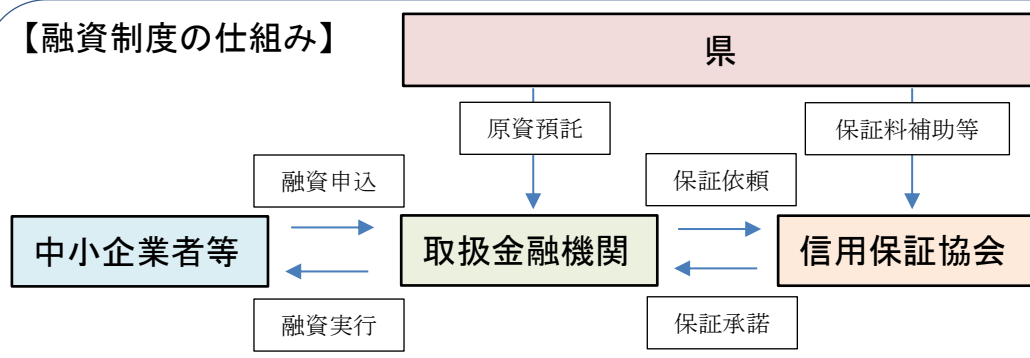 【融資制度の仕組み】
県
原資預託
保証料補助等
融資申込
保証依頼
中小企業者等
取扱金融機関
信用保証協会
融資実行
保証承諾